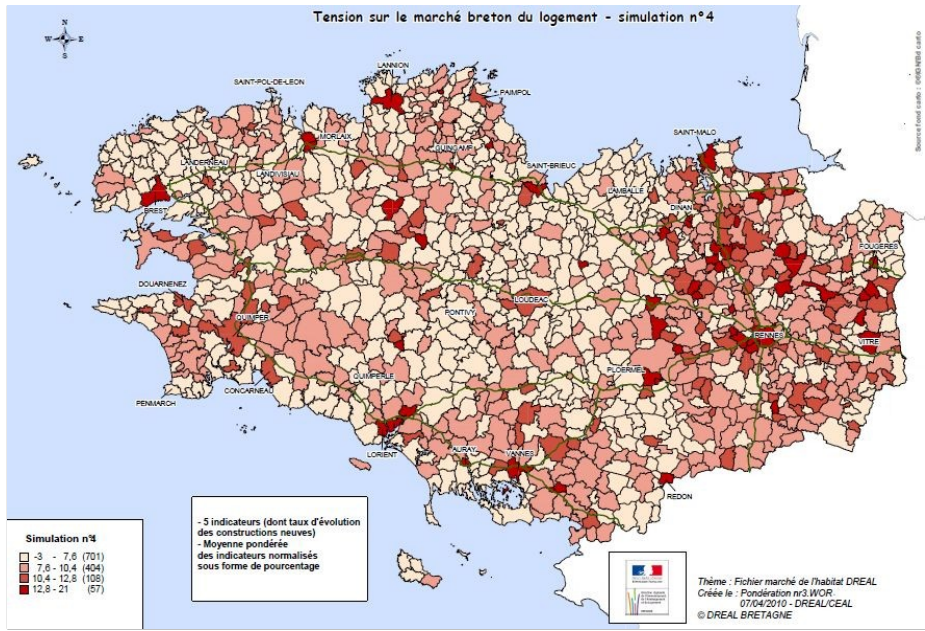 Tension sur le marché breton du logement - simulation n°4
N
W E
S
LANNION
SAINT-POL-DE-LEON
PAIMPOL
MORLAIX
SAINT-MALO
GUINGAMP
LANDERNEAU
SAINT-BRIEUC
LANDIVISIAU
LAMBALLE
DINAN
BREST
FOUGERES
DOUARNENEZ
LOUDEAC
PONTIVY
QUIMPER
RENNES
VITRE
PLOERMEL
QUIMPERLE
CONCARNEAU
PENMARCH
AURAY
VANNES
LORIENT
REDON
Simulation n°4
-3 - 7,6 (701)
7,6 - 10,4 (404)
10,4 - 12,8 (108)
12,8 - 21 (57)
- 5 indicateurs (dont taux d'évolution
des constructions neuves)
- Moyenne pondérée
des indicateurs normalisés
sous forme de pourcentage
Thème : Fichier marché de l'habitat DREAL
Créée le : Pondération nr3.WOR
07/04/2010 - DREAL/CEAL
© DREAL BRETAGNE